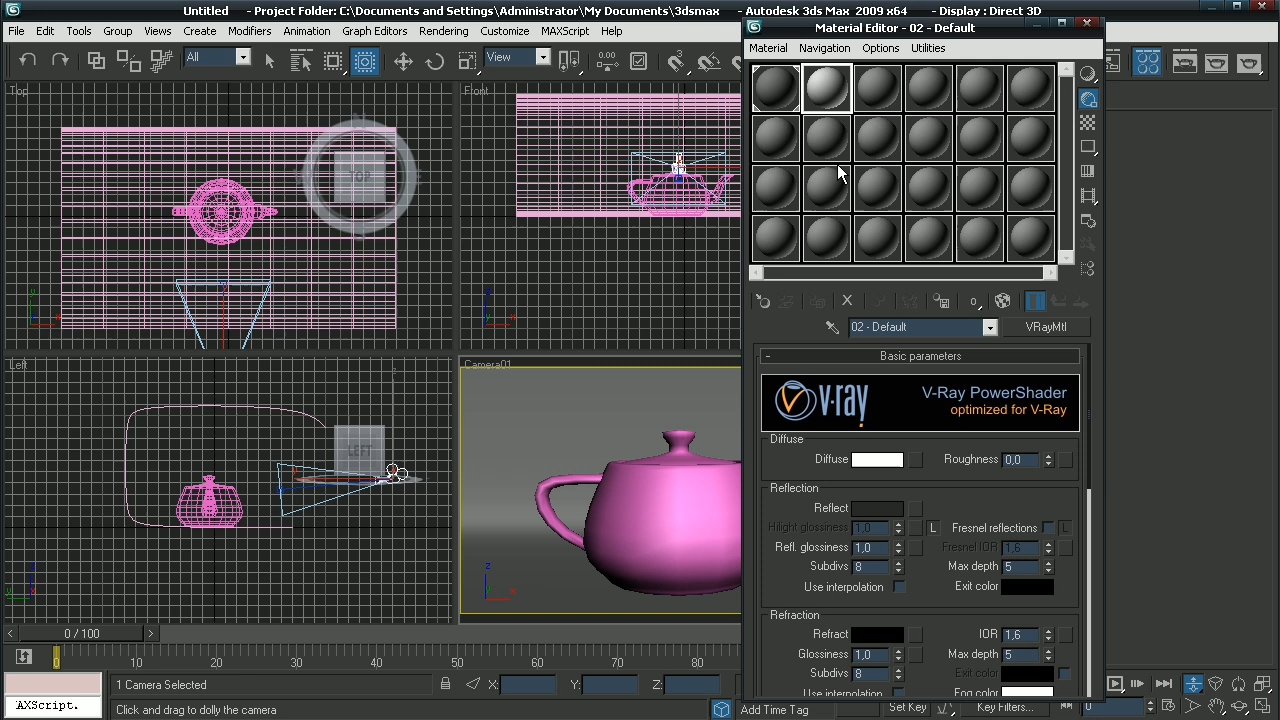 Untitled - Project Folder: C:\Documents and Settings\Administrator\My Documents\3dsmax - Autodesk 3ds Max 2009 x64 - Display : Direct 3D
File Edit Tools Group Views Create Modifiers Animati Graph Editors Rendering Customize MAXScript Help
Material Editor - 02 - Default
Material Navigation Options Utilities
All
View
0.00
Top
Front
TOP
02 - Default
VRayMtl
Left
Camera01
LEFT
- Basic parameters
v·ray
V-Ray PowerShader
optimized for V-Ray
Diffuse
Diffuse Roughness 0,0
Reflection
Reflect
Hilight glossiness 1,0 L Fresnel reflections L
Refl. glossiness 1,0 Fresnel IOR 1,6
Subdivs 8 Max depth 5
Use interpolation Exit color
Refraction
Refract IOR 1,6
Glossiness 1,0 Max depth 5
Subdivs 8 Exit color
Use interpolation Fog color
< 0 / 100 >
0 10 20 30 40 50 60 70 80
1 Camera Selected X: Y: Z:
AXScript. Click and drag to dolly the camera Add Time Tag Set Key Key Filters... 0